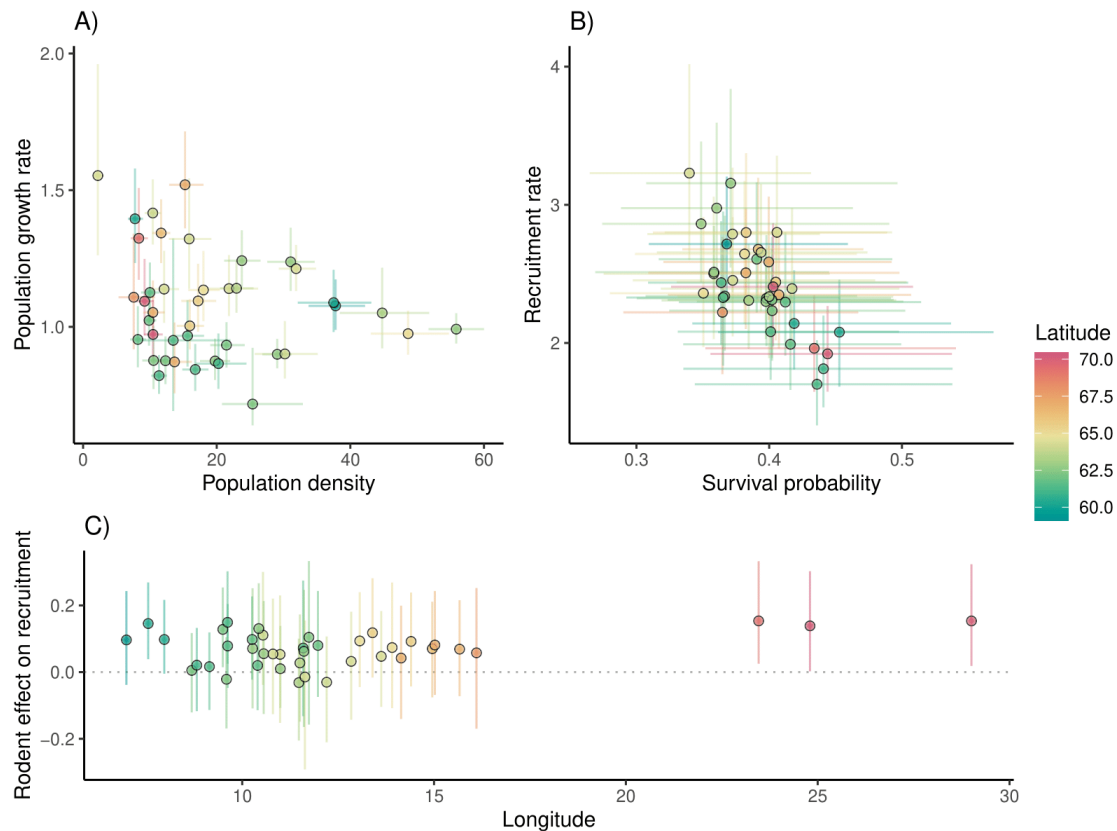 A)
B)
2.0
1.5
1.0
Population growth rate
0
20
40
60
Population density
4
3
2
Recruitment rate
0.3
0.4
0.5
Survival probability
Latitude
70.0
67.5
65.0
62.5
60.0
C)
0.2
0.0
−0.2
Rodent effect on recruitment
10
15
20
25
30
Longitude